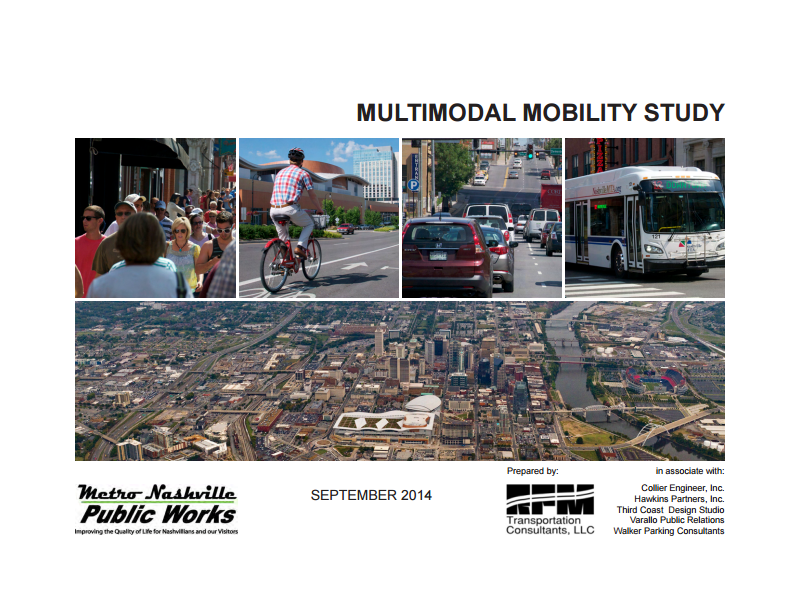 MULTIMODAL MOBILITY STUDY
ENTRANCE
P
121
Prepared by:
in associate with:
Metro Nashville
Public Works
Improving the Quality of Life for Nashvillians and our Visitors
SEPTEMBER 2014
RPM
Transportation
Consultants, LLC
Collier Engineer, Inc.
Hawkins Partners, Inc.
Third Coast Design Studio
Varallo Public Relations
Walker Parking Consultants